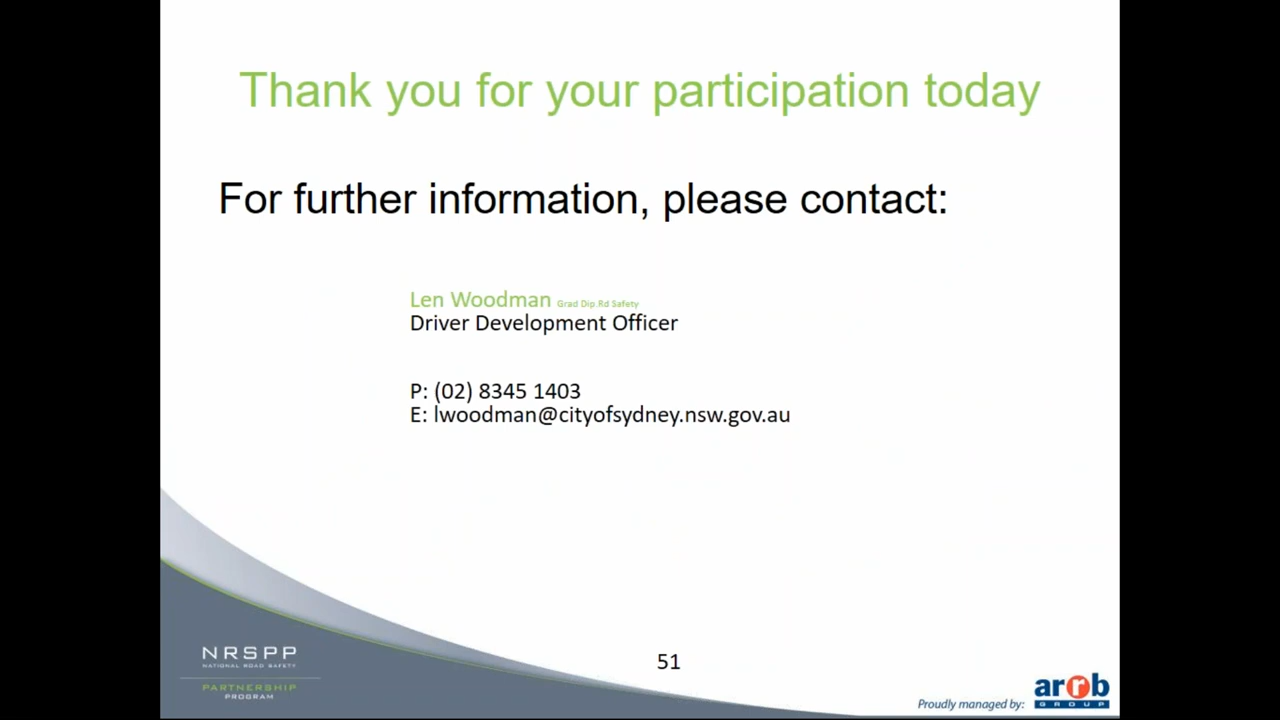 Thank you for your participation today
For further information, please contact:
Len Woodman Grad Dip Rd Safety
Driver Development Officer
P: (02) 8345 1403
E: lwoodman@cityofsydney.nsw.gov.au
NRSPP
NATIONAL ROAD SAFETY
PARTNERSHIP
PROGRAM
51
Proudly managed by:
arrb
GROUP